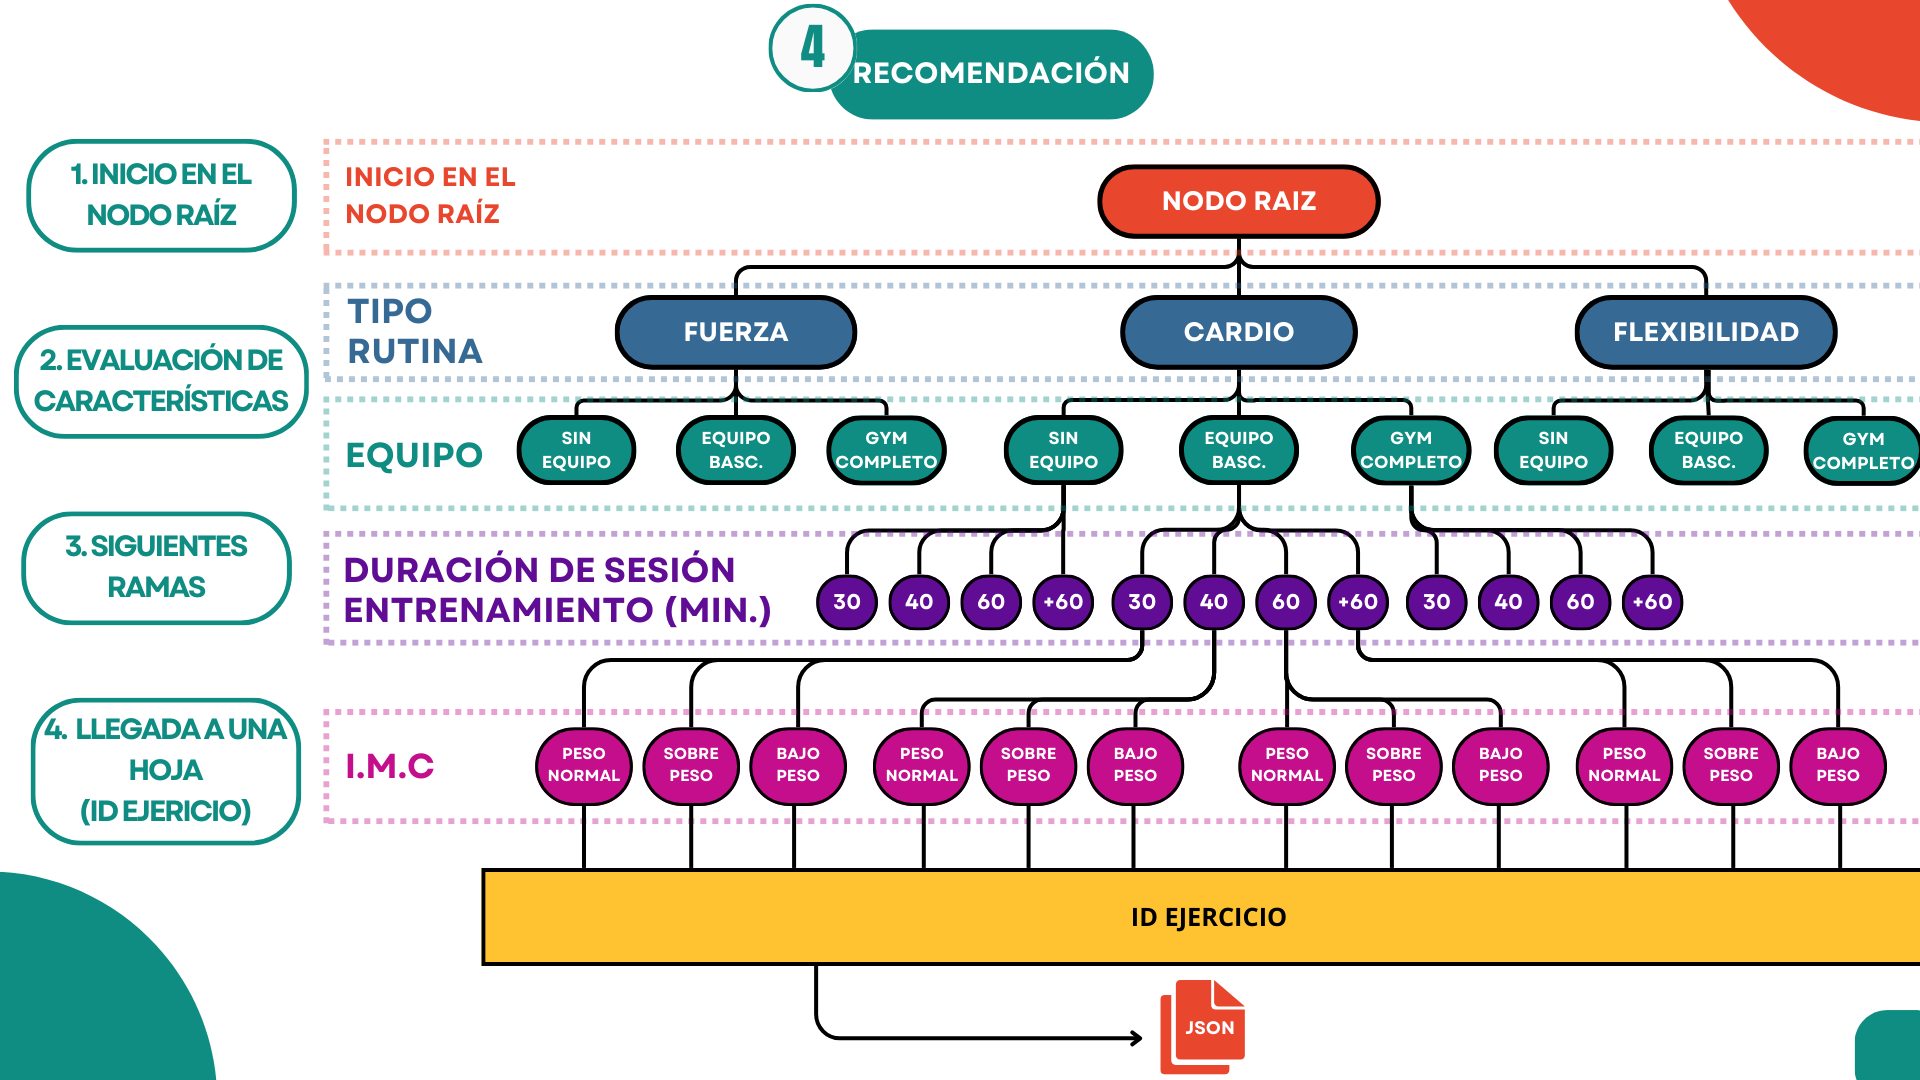 4
RECOMENDACIÓN
1. INICIO EN EL
NODO RAÍZ
2. EVALUACIÓN DE
CARACTERÍSTICAS
3. SIGUIENTES
RAMAS
4. LLEGADA A UNA
HOJA
(ID EJERICIO)
INICIO EN EL
NODO RAÍZ
NODO RAIZ
TIPO
RUTINA
FUERZA
CARDIO
FLEXIBILIDAD
EQUIPO
SIN
EQUIPO
EQUIPO
BASC.
GYM
COMPLETO
SIN
EQUIPO
EQUIPO
BASC.
GYM
COMPLETO
SIN
EQUIPO
EQUIPO
BASC.
GYM
COMPLETO
DURACIÓN DE SESIÓN
ENTRENAMIENTO (MIN.)
30
40
60
+60
30
40
60
+60
30
40
60
+60
I.M.C
PESO
NORMAL
SOBRE
PESO
BAJO
PESO
PESO
NORMAL
SOBRE
PESO
BAJO
PESO
PESO
NORMAL
SOBRE
PESO
BAJO
PESO
PESO
NORMAL
SOBRE
PESO
BAJO
PESO
ID EJERCICIO
JSON